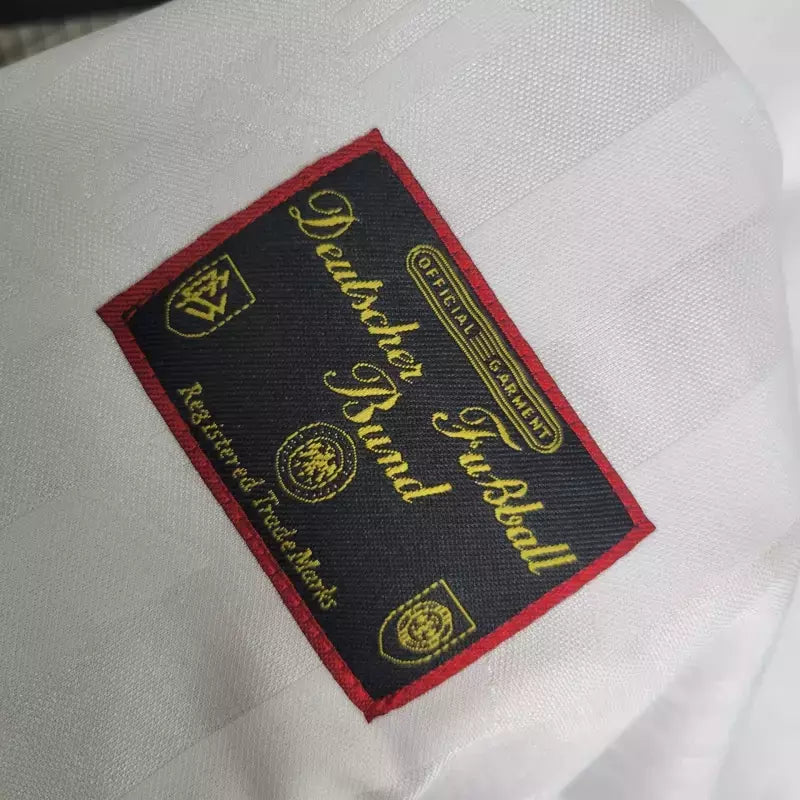 OFFICIAL GARMENT
Deutscher Fußball
Bund
Registered Trade Marks